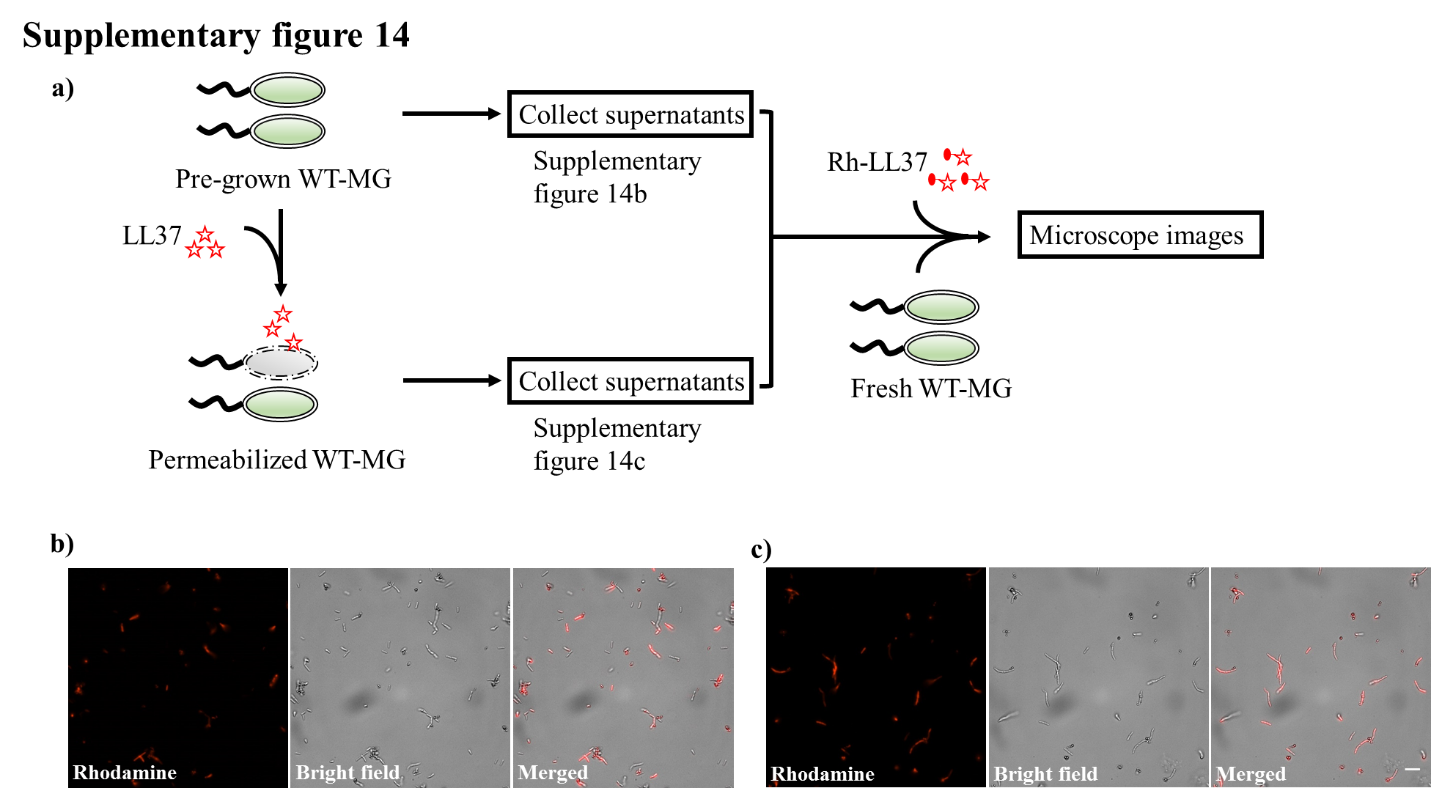 Supplementary figure 14
a)
Pre-grown WT-MG
Collect supernatants
Supplementary
figure 14b
LL37
Rh-LL37
Microscope images
Fresh WT-MG
Permeabilized WT-MG
Collect supernatants
Supplementary
figure 14c
b)
Rhodamine
Bright field
Merged
c)
Rhodamine
Bright field
Merged